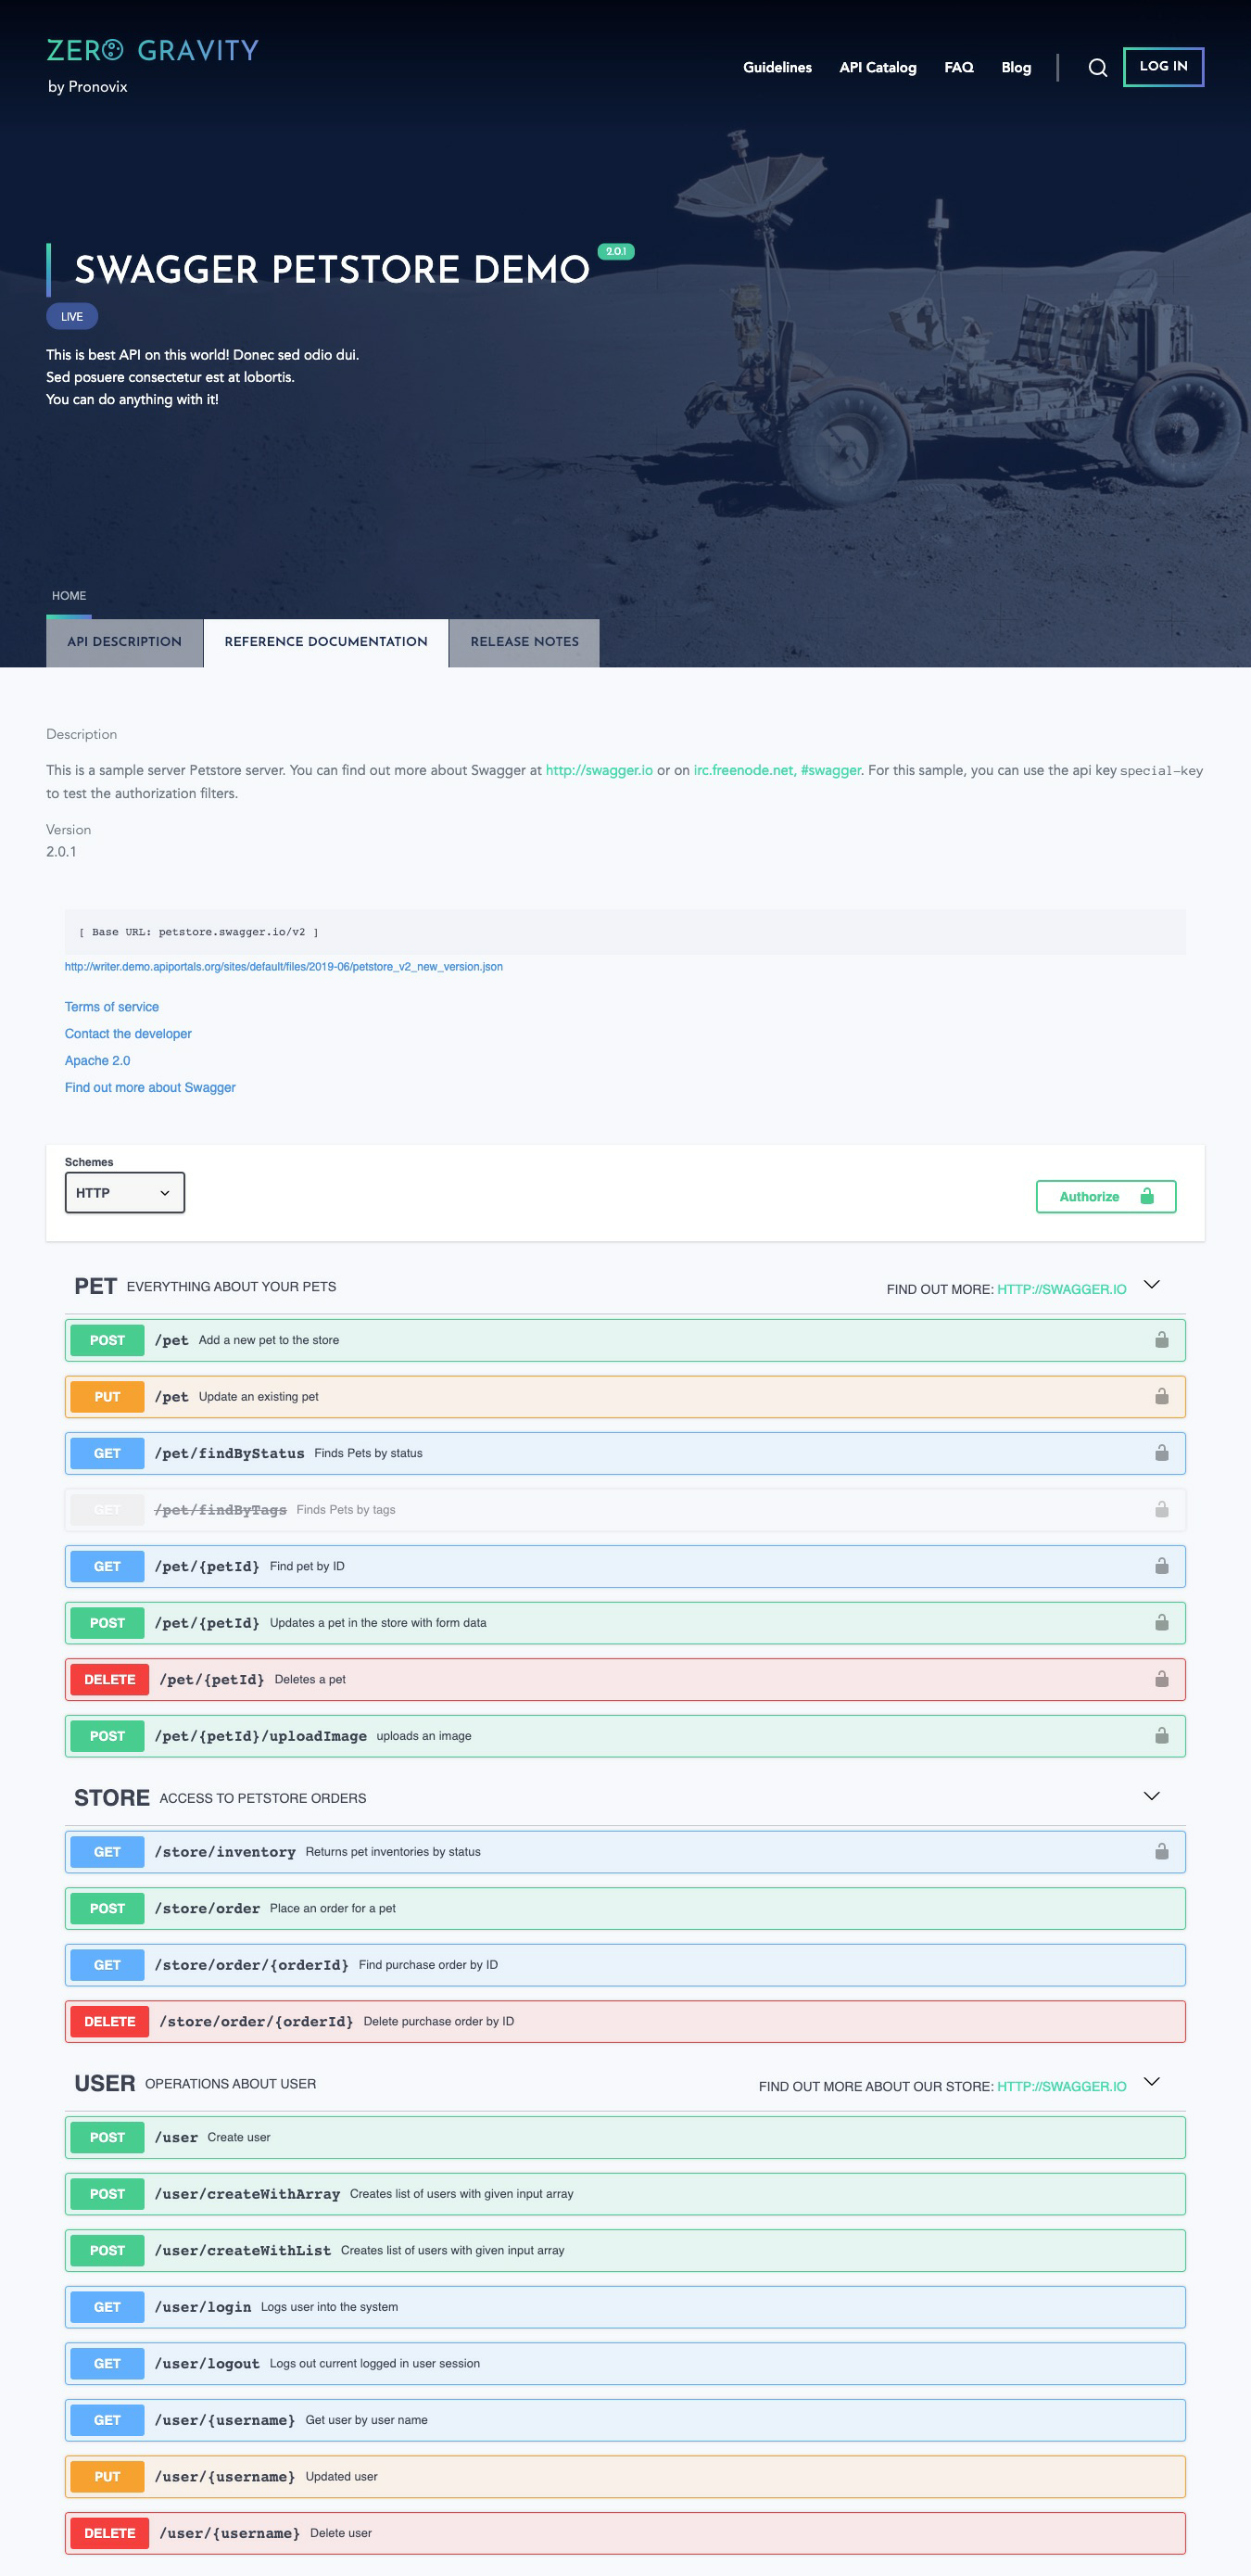 ZERO GRAVITY
by Pronovix
Guidelines API Catalog FAQ Blog LOG IN
SWAGGER PETSTORE DEMO 2.0.1
LIVE
This is best API on this world! Donec sed odio dui.
Sed posuere consectetur est at lobortis.
You can do anything with it!
HOME
API DESCRIPTION REFERENCE DOCUMENTATION RELEASE NOTES
Description
This is a sample server Petstore server. You can find out more about Swagger at http://swagger.io or on irc.freenode.net, #swagger. For this sample, you can use the api key special-key
to test the authorization filters.
Version
2.0.1
[ Base URL: petstore.swagger.io/v2 ]
http://writer.demo.apiportals.org/sites/default/files/2019-06/petstore_v2_new_version.json
Terms of service
Contact the developer
Apache 2.0
Find out more about Swagger
Schemes
HTTP
Authorize
PET EVERYTHING ABOUT YOUR PETS FIND OUT MORE: HTTP://SWAGGER.IO
POST /pet Add a new pet to the store
PUT /pet Update an existing pet
GET /pet/findByStatus Finds Pets by status
GET /pet/findByTags Finds Pets by tags
GET /pet/{petId} Find pet by ID
POST /pet/{petId} Updates a pet in the store with form data
DELETE /pet/{petId} Deletes a pet
POST /pet/{petId}/uploadImage uploads an image
STORE ACCESS TO PETSTORE ORDERS
GET /store/inventory Returns pet inventories by status
POST /store/order Place an order for a pet
GET /store/order/{orderId} Find purchase order by ID
DELETE /store/order/{orderId} Delete purchase order by ID
USER OPERATIONS ABOUT USER FIND OUT MORE ABOUT OUR STORE: HTTP://SWAGGER.IO
POST /user Create user
POST /user/createWithArray Creates list of users with given input array
POST /user/createWithList Creates list of users with given input array
GET /user/login Logs user into the system
GET /user/logout Logs out current logged in user session
GET /user/{username} Get user by user name
PUT /user/{username} Updated user
DELETE /user/{username} Delete user